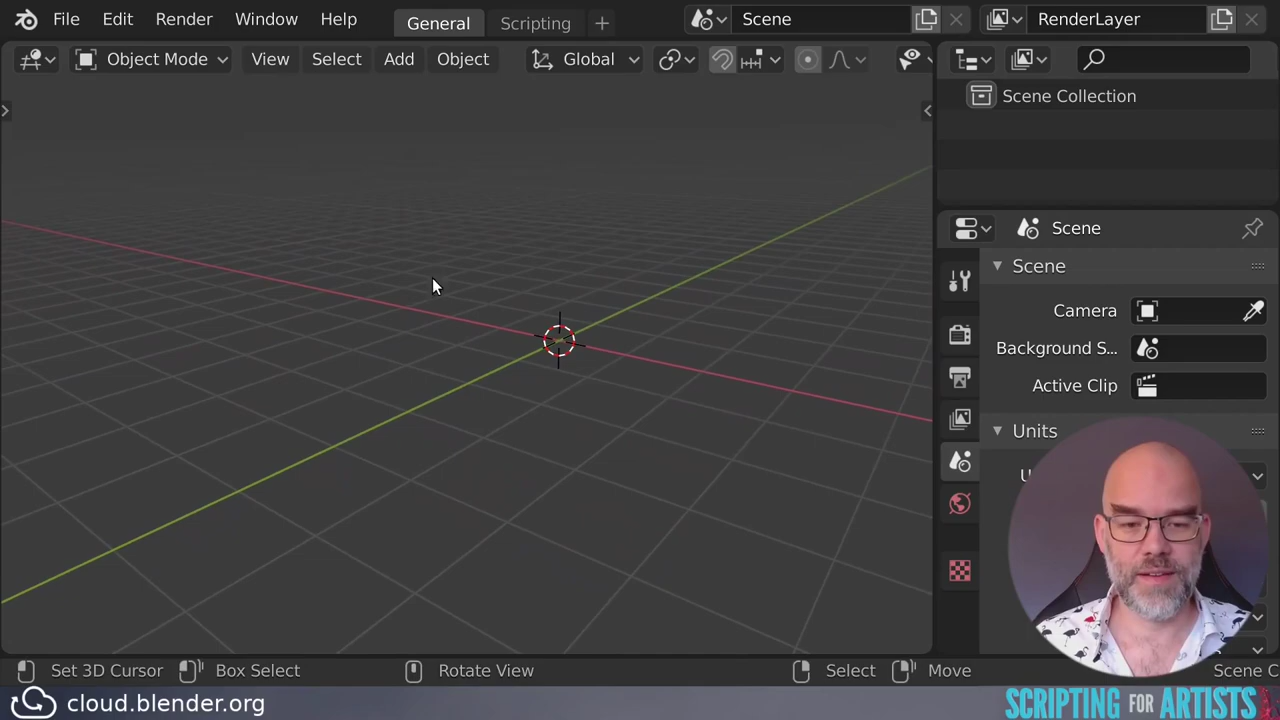 File Edit Render Window Help General Scripting + Scene RenderLayer
Object Mode View Select Add Object Global
Scene Collection
Scene
Scene
Camera
Background S...
Active Clip
Units
U
Set 3D Cursor Box Select Rotate View Select Move Scene C
cloud.blender.org SCRIPTING FOR ARTISTS